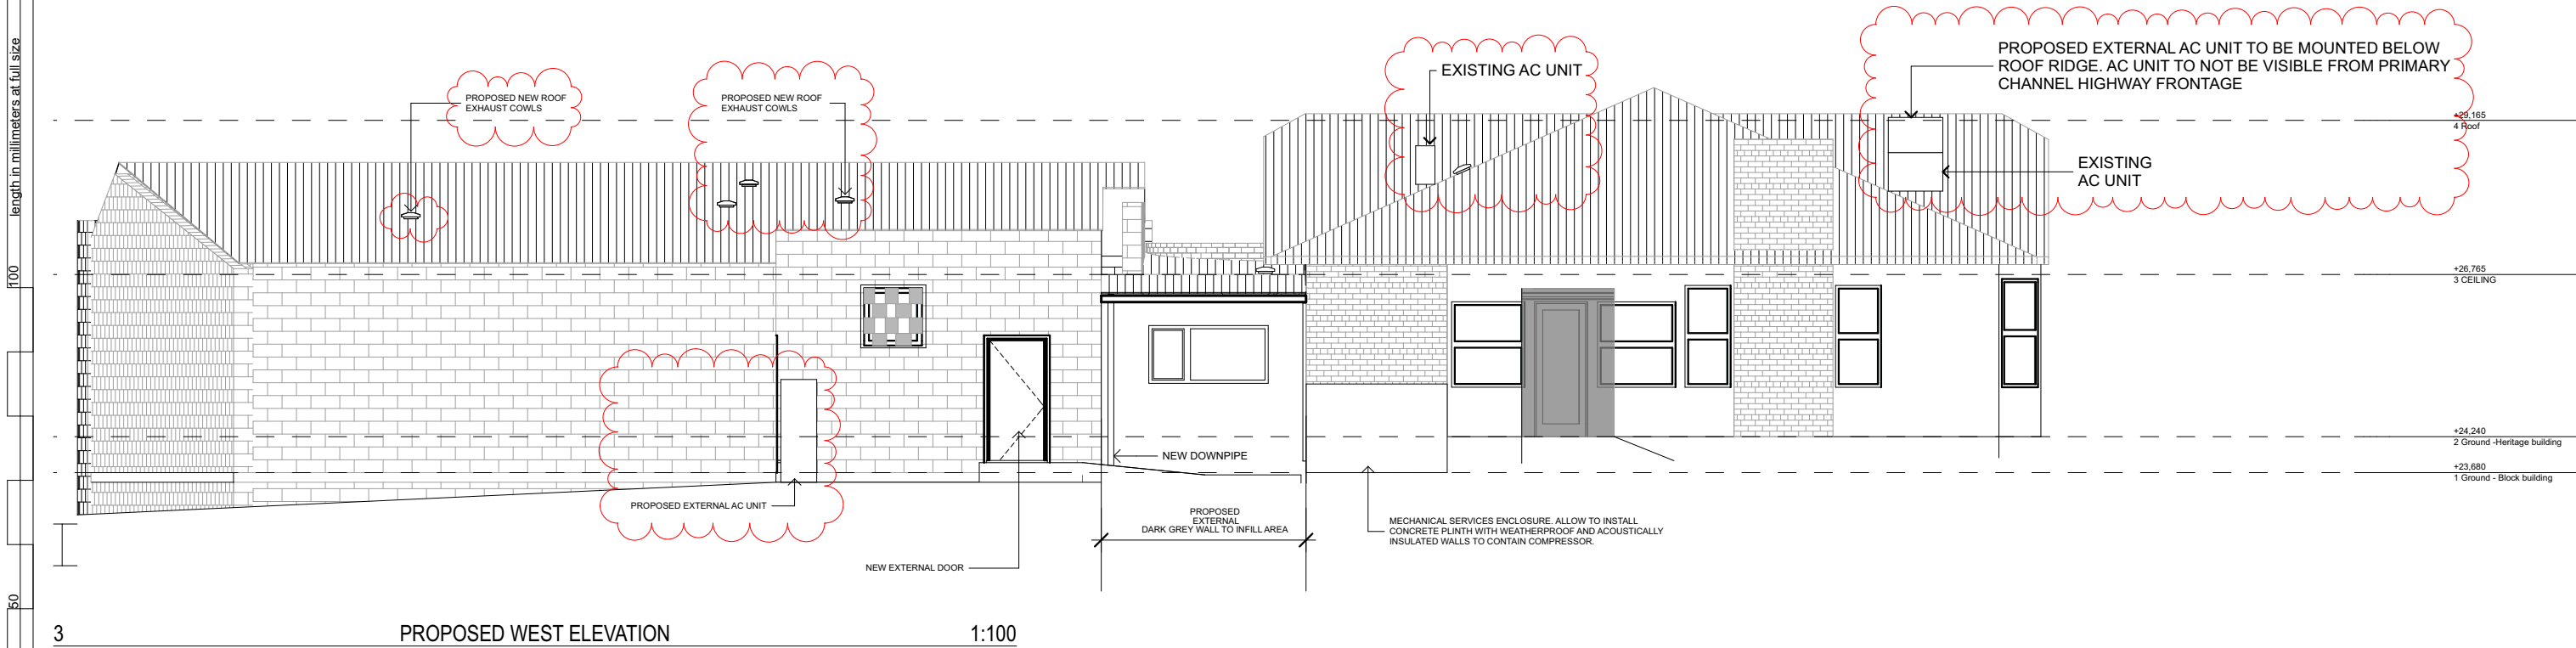 length in millimeters at full size
100
50
PROPOSED NEW ROOF
EXHAUST COWLS
PROPOSED NEW ROOF
EXHAUST COWLS
EXISTING AC UNIT
PROPOSED EXTERNAL AC UNIT TO BE MOUNTED BELOW
ROOF RIDGE. AC UNIT TO NOT BE VISIBLE FROM PRIMARY
CHANNEL HIGHWAY FRONTAGE
EXISTING
AC UNIT
+29,165
4 Roof
+26,765
3 CEILING
+24,240
2 Ground -Heritage building
+23,680
1 Ground - Block building
NEW DOWNPIPE
PROPOSED EXTERNAL AC UNIT
PROPOSED
EXTERNAL
DARK GREY WALL TO INFILL AREA
MECHANICAL SERVICES ENCLOSURE. ALLOW TO INSTALL
CONCRETE PLINTH WITH WEATHERPROOF AND ACOUSTICALLY
INSULATED WALLS TO CONTAIN COMPRESSOR.
NEW EXTERNAL DOOR
3 PROPOSED WEST ELEVATION 1:100